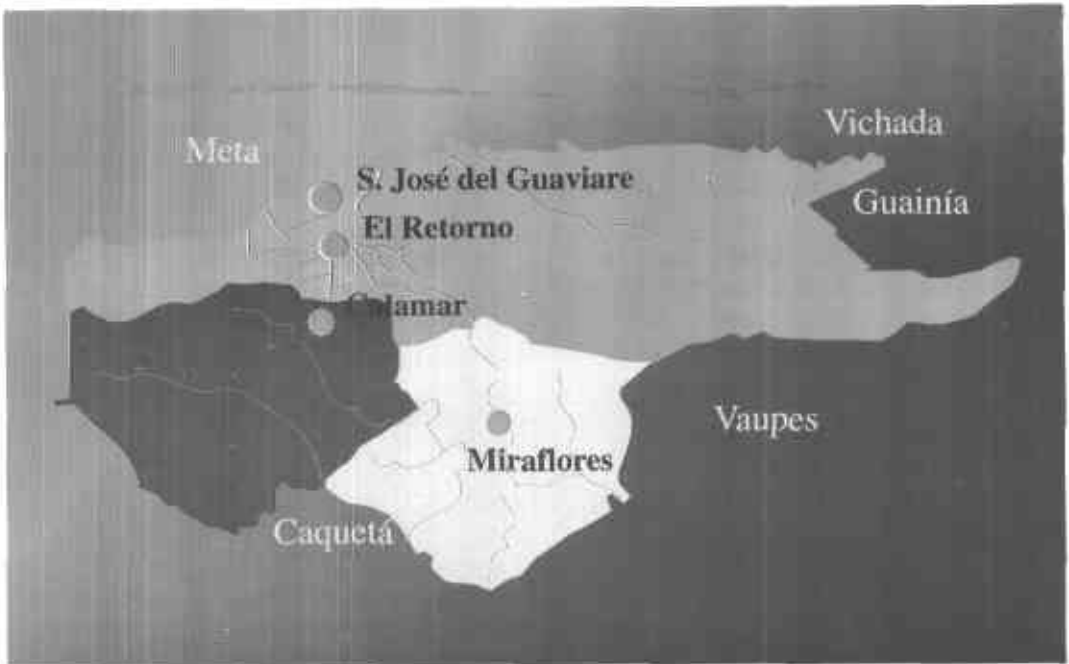 Vichada
Meta
S. José del Guaviare
Guainía
El Retorno
Calamar
Vaupes
Miraflores
Caquetá